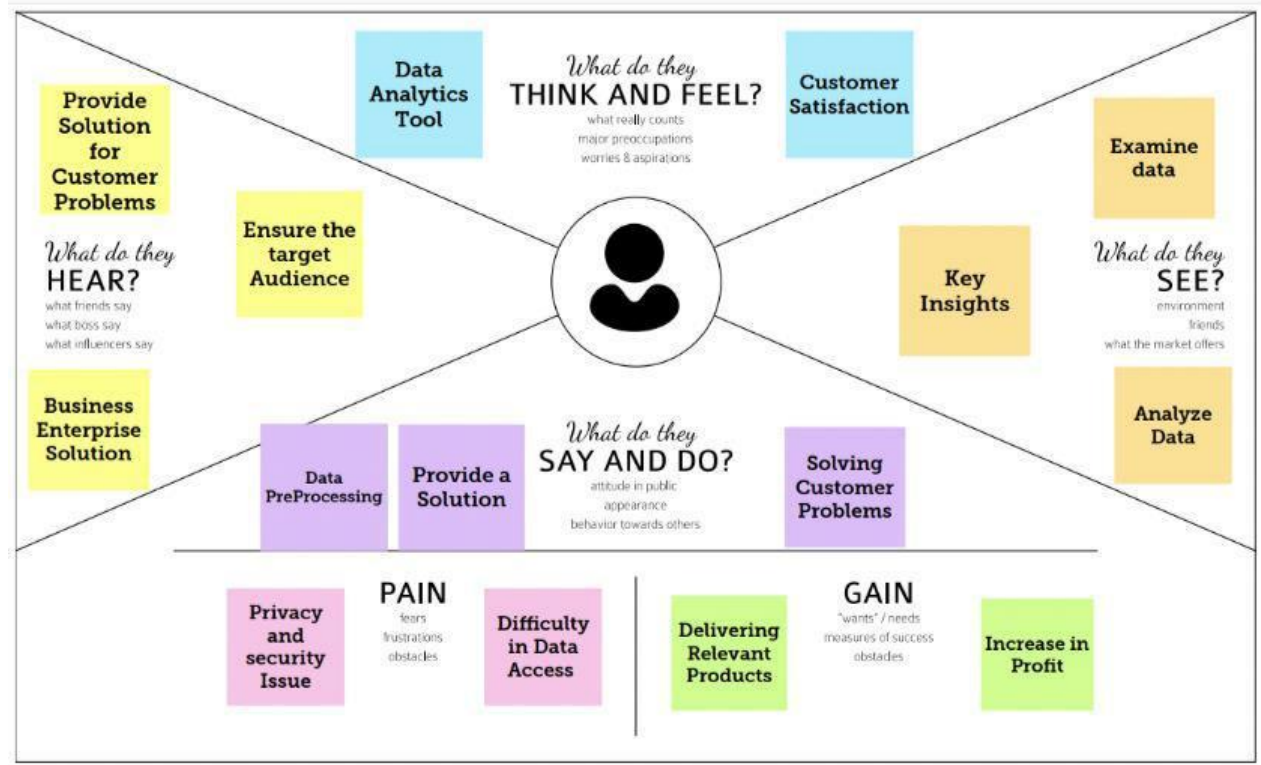 Data
Analytics
Tool
What do they
THINK AND FEEL?
what really counts
major preoccupations
worries & aspirations
Customer
Satisfaction
Provide
Solution
for
Customer
Problems
Ensure the
target
Audience
What do they
HEAR?
what friends say
what boss say
what influencers say
Business
Enterprise
Solution
Examine
data
Key
Insights
What do they
SEE?
environment
friends
what the market offers
Analyze
Data
Data
PreProcessing
Provide a
Solution
What do they
SAY AND DO?
attitude in public
appearance
behavior towards others
Solving
Customer
Problems
PAIN
fears
frustrations
obstacles
Privacy
and
security
Issue
Difficulty
in Data
Access
GAIN
"wants" / needs
measures of success
obstacles
Delivering
Relevant
Products
Increase in
Profit